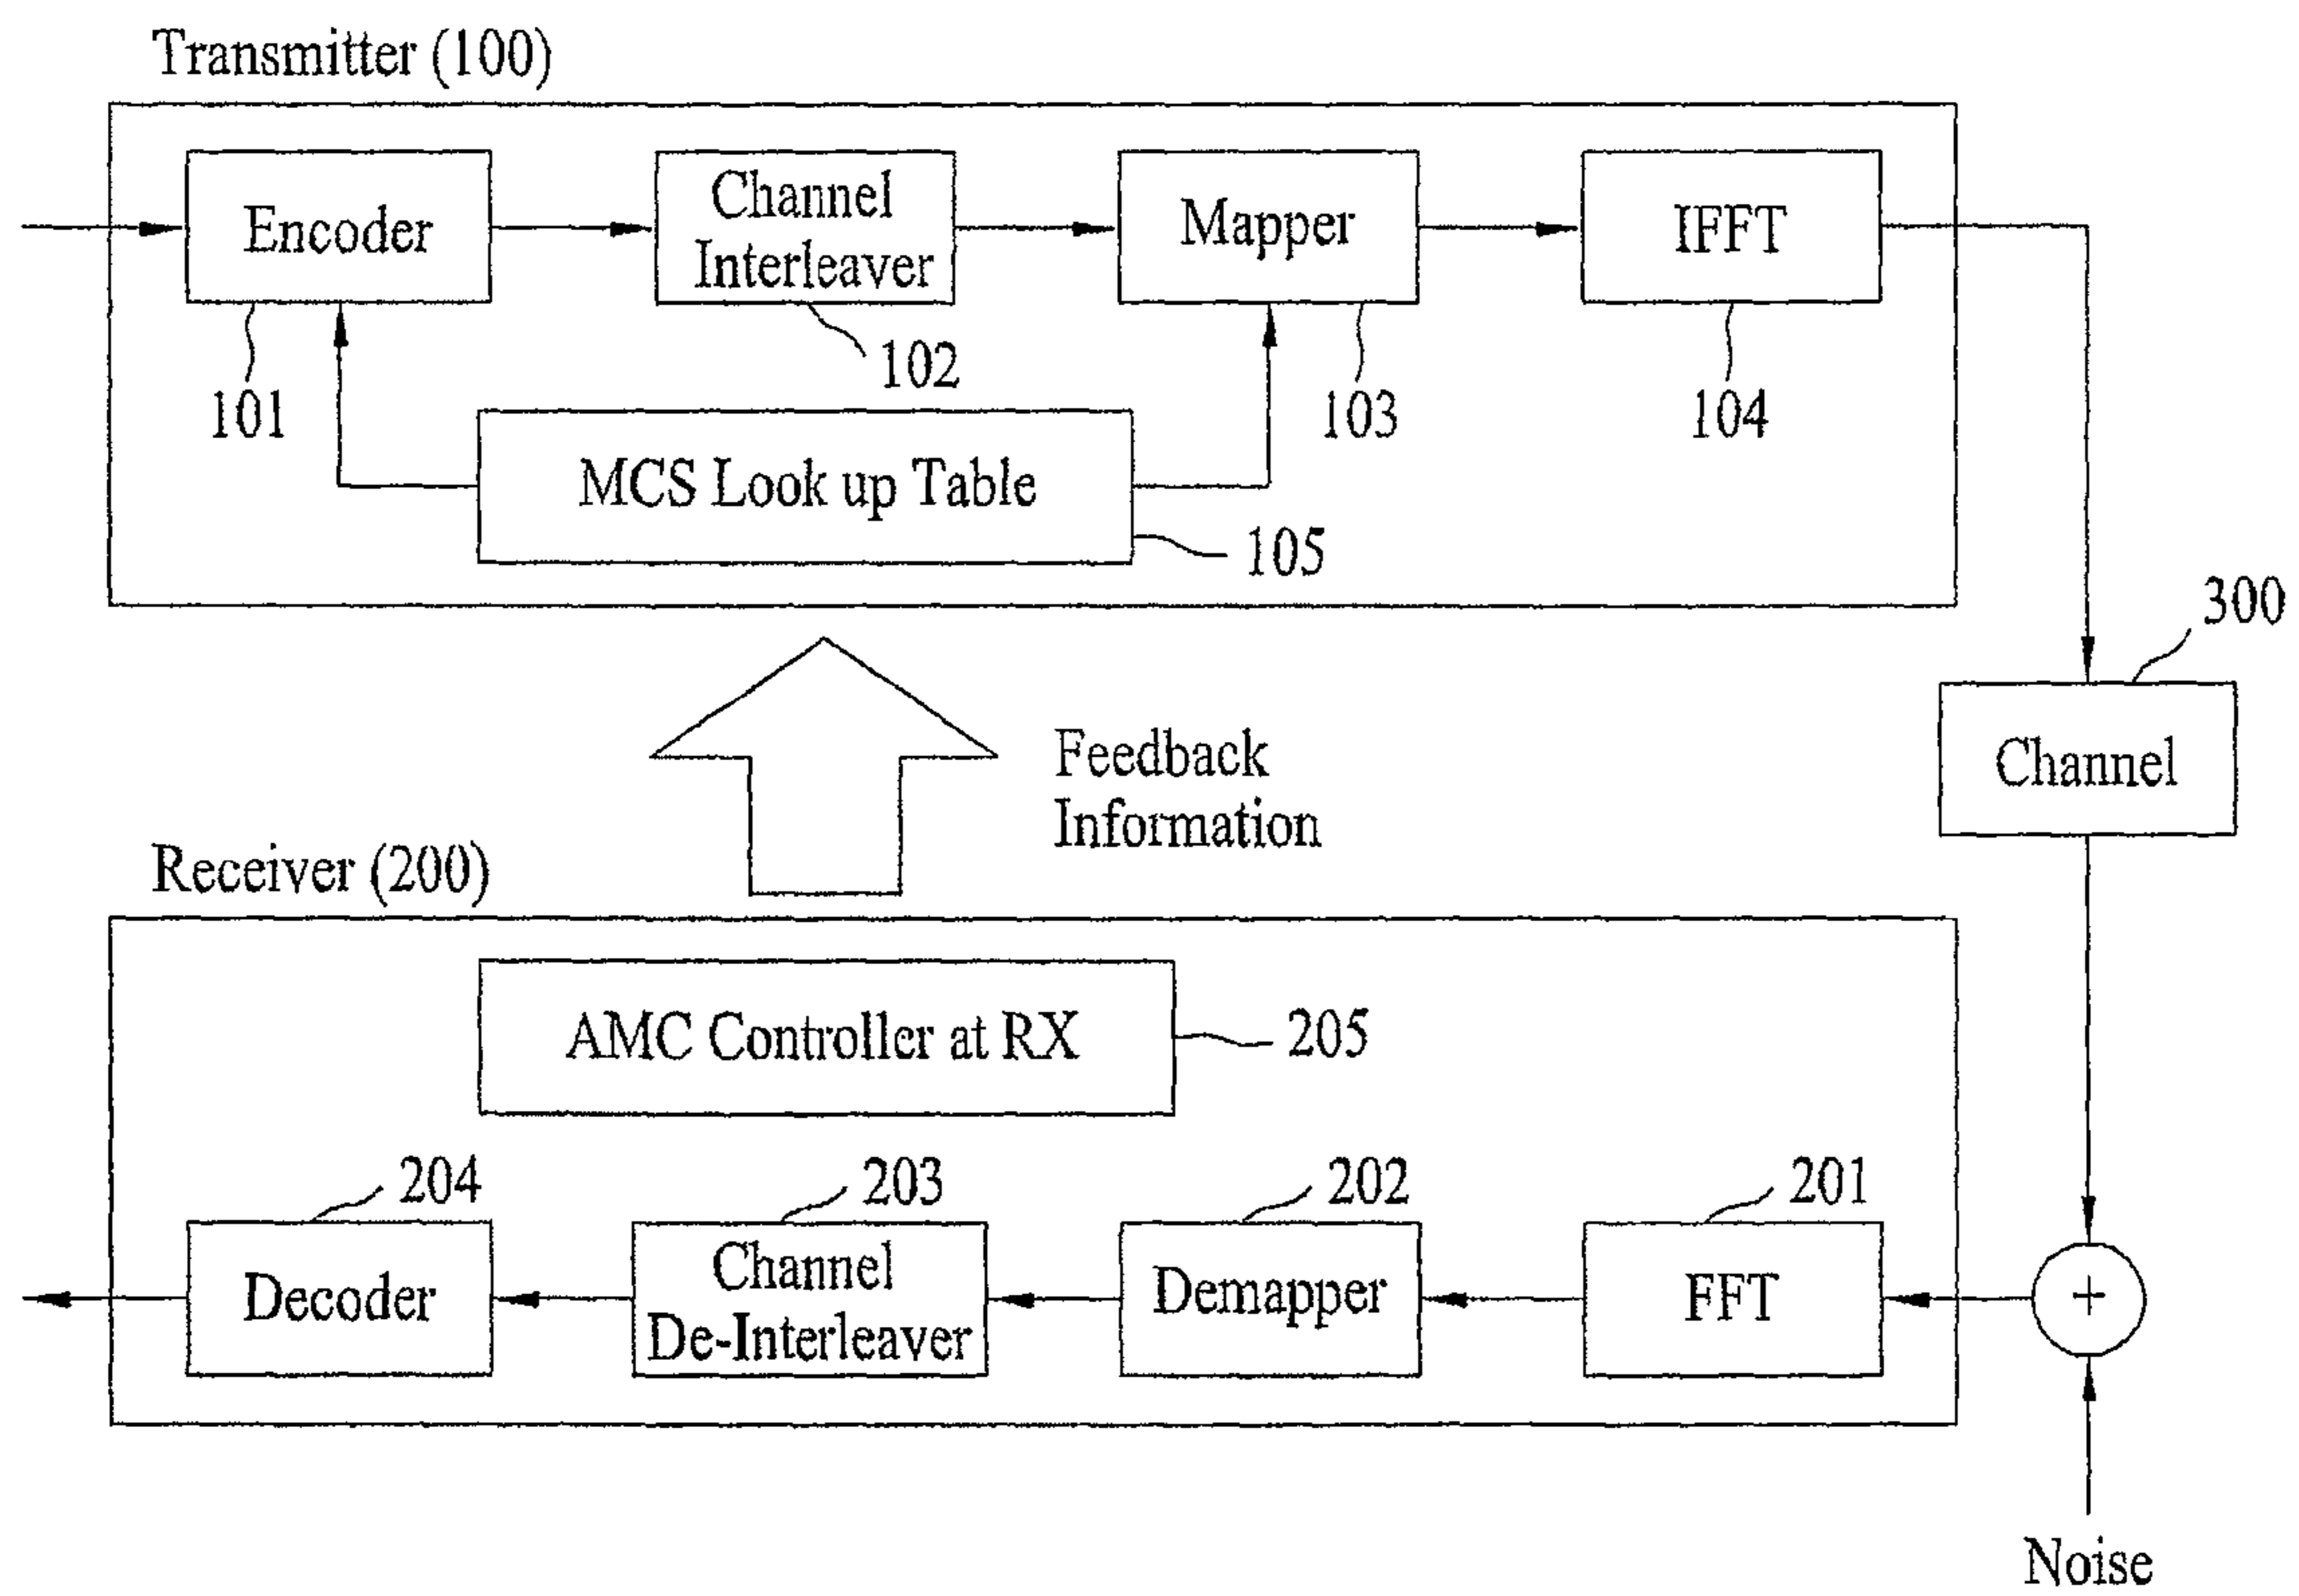 Transmitter (100)
Encoder
Channel
Interleaver
Mapper
IFFT
101
102
103
104
MCS Look up Table
105
300
Channel
Feedback
Information
Receiver (200)
AMC Controller at RX
205
204
203
202
201
Decoder
Channel
De-Interleaver
Demapper
FFT
+
Noise